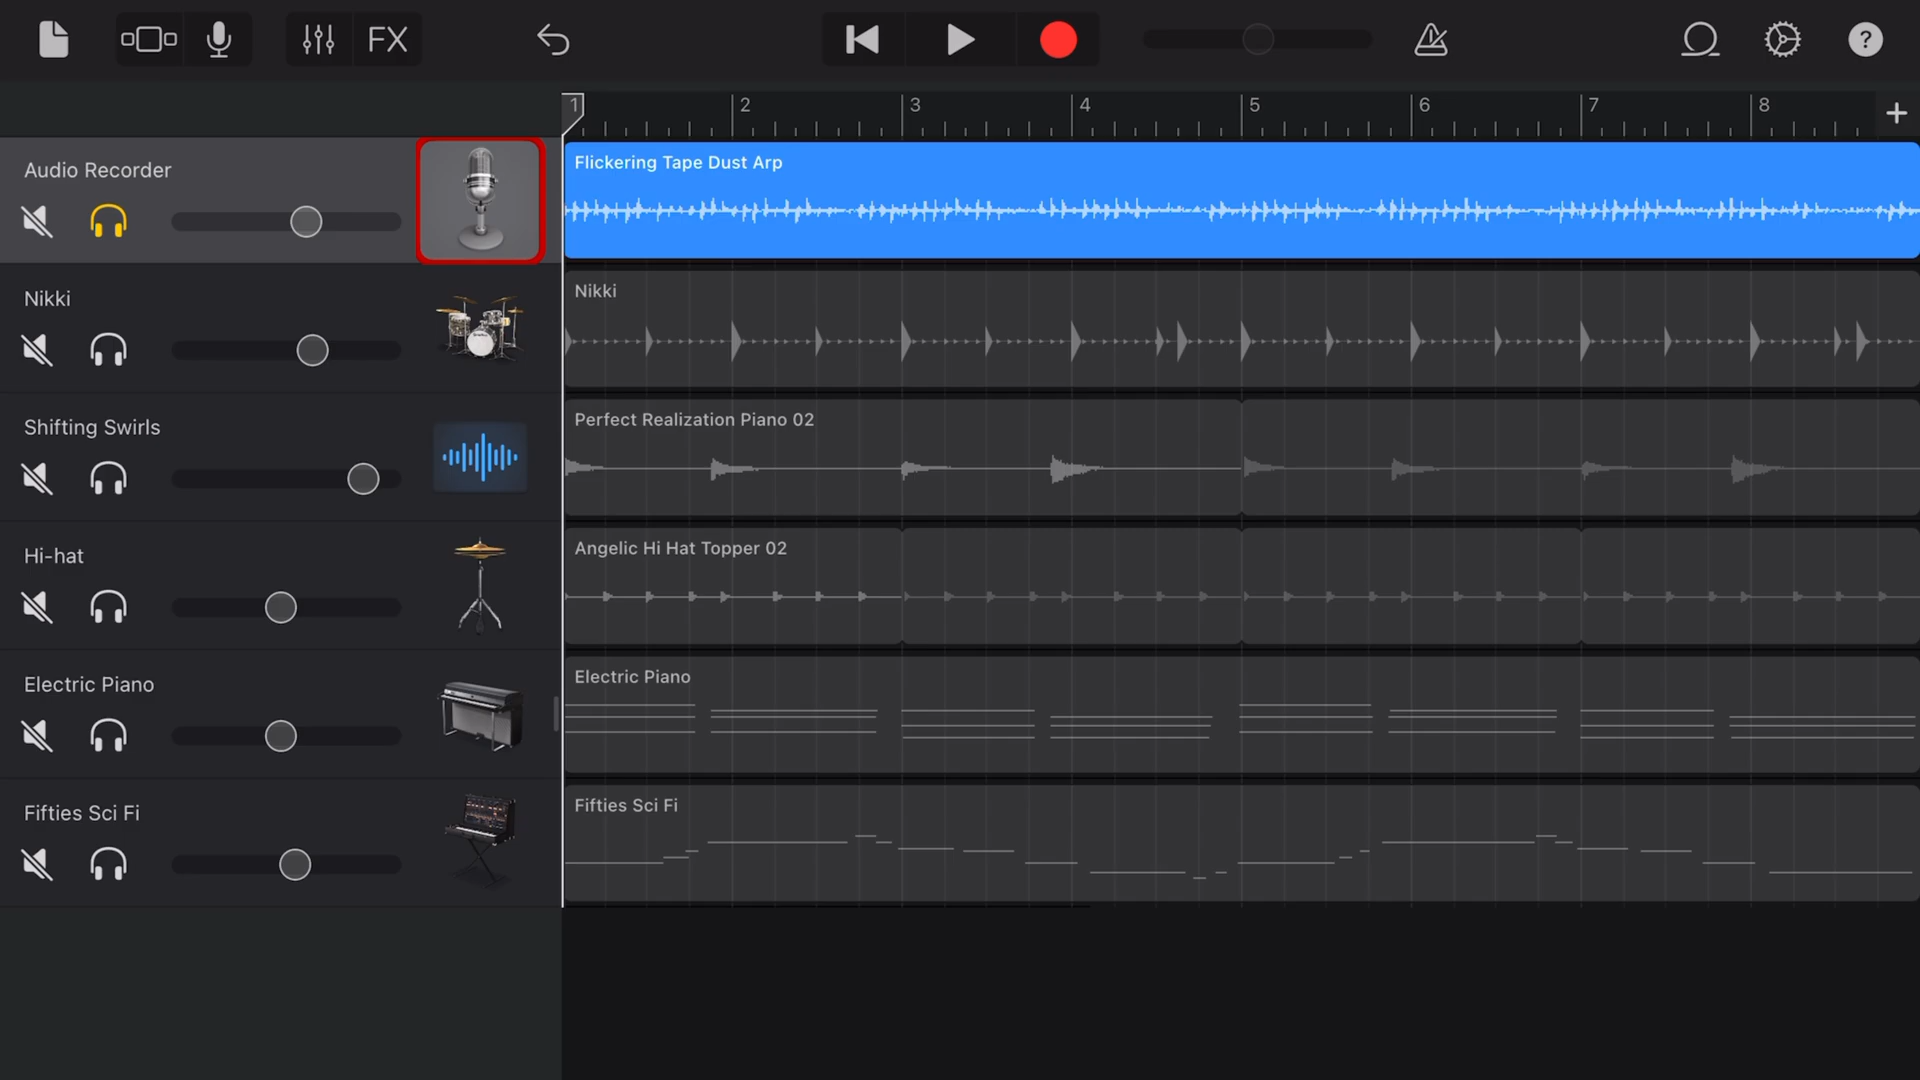 FX
?
1 2 3 4 5 6 7 8 +
Audio Recorder
Flickering Tape Dust Arp
Nikki
Nikki
Shifting Swirls
Perfect Realization Piano 02
Hi-hat
Angelic Hi Hat Topper 02
Electric Piano
Electric Piano
Fifties Sci Fi
Fifties Sci Fi